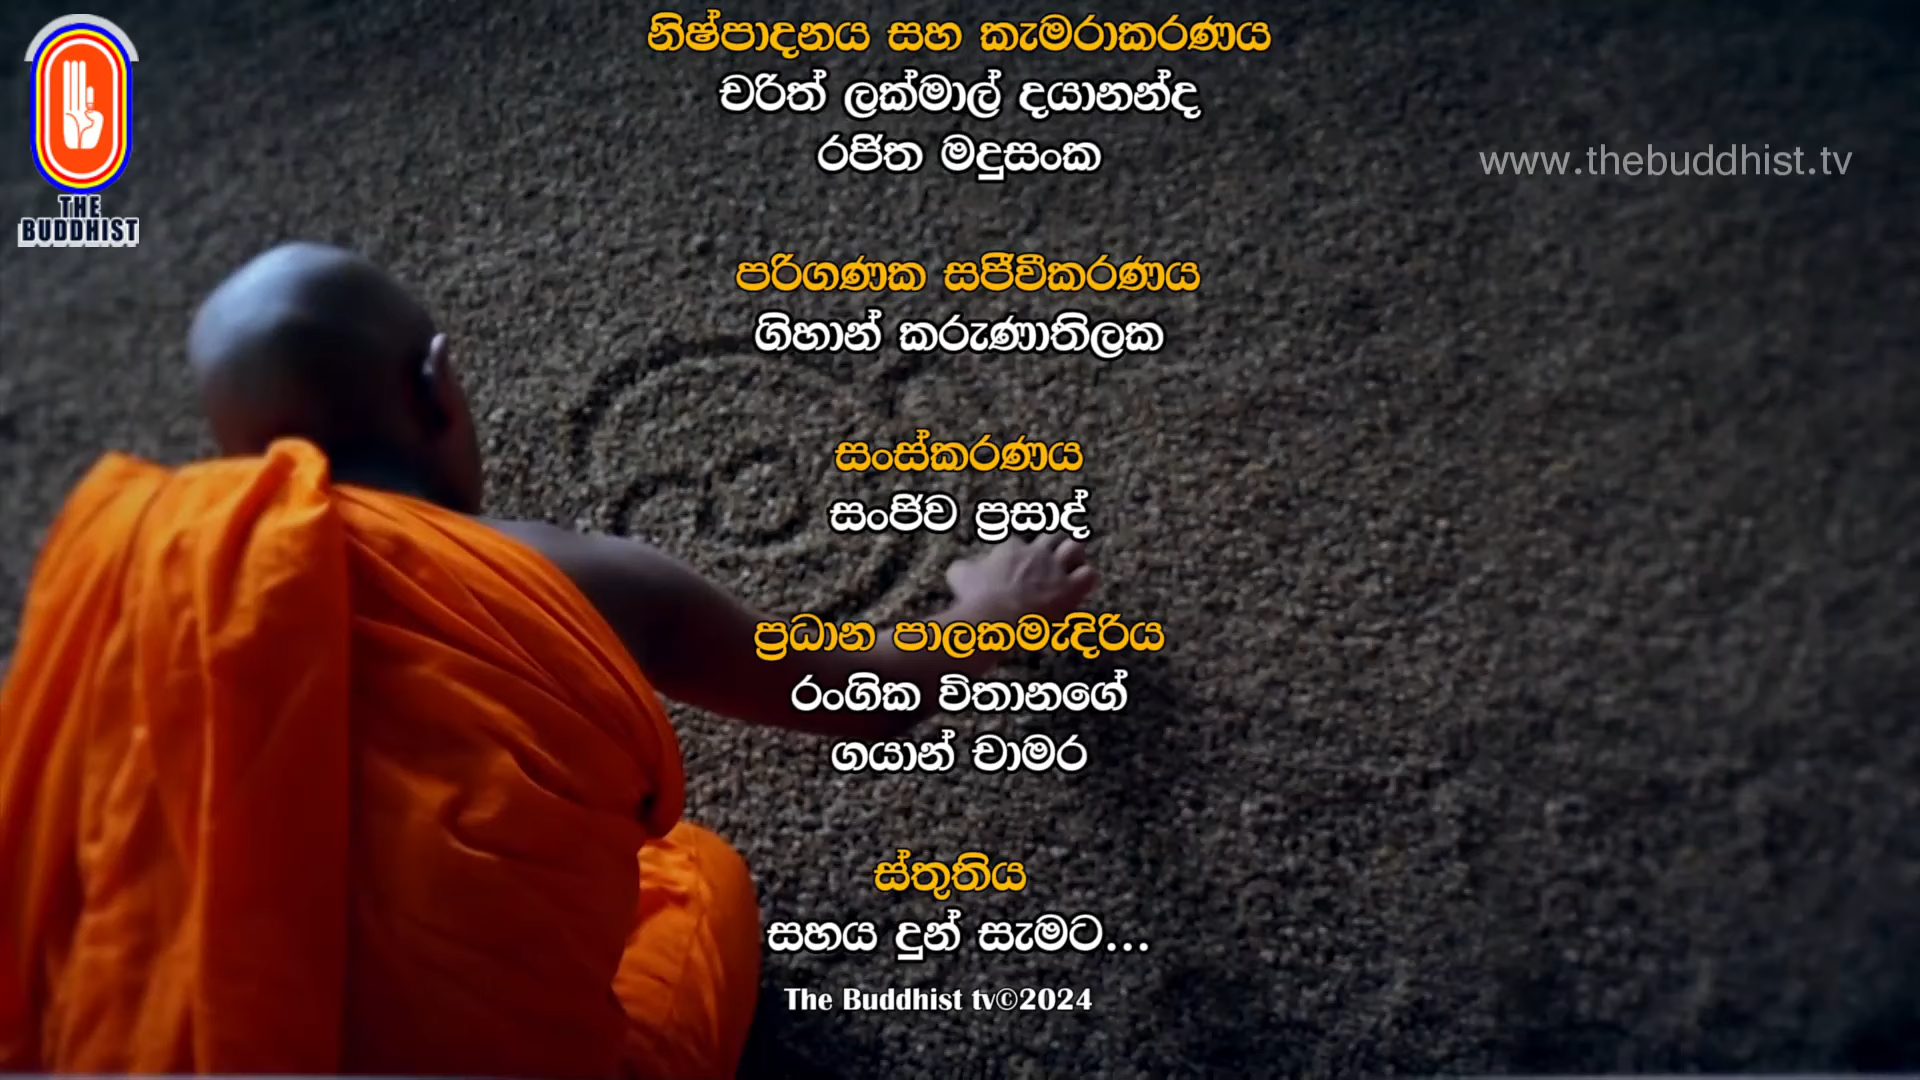 නිෂ්පාදනය සහ කැමරාකරණය
චරිත් ලක්මාල් දයානන්ද
රජිත මදුසංක
www.thebuddhist.tv
THE
BUDDHIST
පරිගණක සජීවීකරණය
ගිහාන් කරුණාතිලක
සංස්කරණය
සංජිව ප්‍රසාද්
ප්‍රධාන පාලකමැදිරිය
රංගික විතානගේ
ගයාන් චාමර
ස්තුතිය
සහය දුන් සැමට...
The Buddhist tv©2024